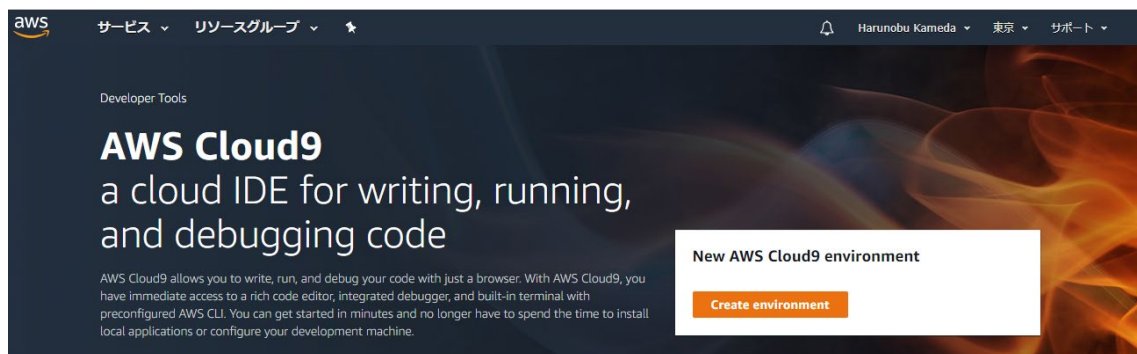 aws サービス リソースグループ Harunobu Kameda 東京 サポート
Developer Tools
AWS Cloud9
a cloud IDE for writing, running,
and debugging code
AWS Cloud9 allows you to write, run, and debug your code with just a browser. With AWS Cloud9, you
have immediate access to a rich code editor, integrated debugger, and built-in terminal with
preconfigured AWS CLI. You can get started in minutes and no longer have to spend the time to install
local applications or configure your development machine.
New AWS Cloud9 environment
Create environment